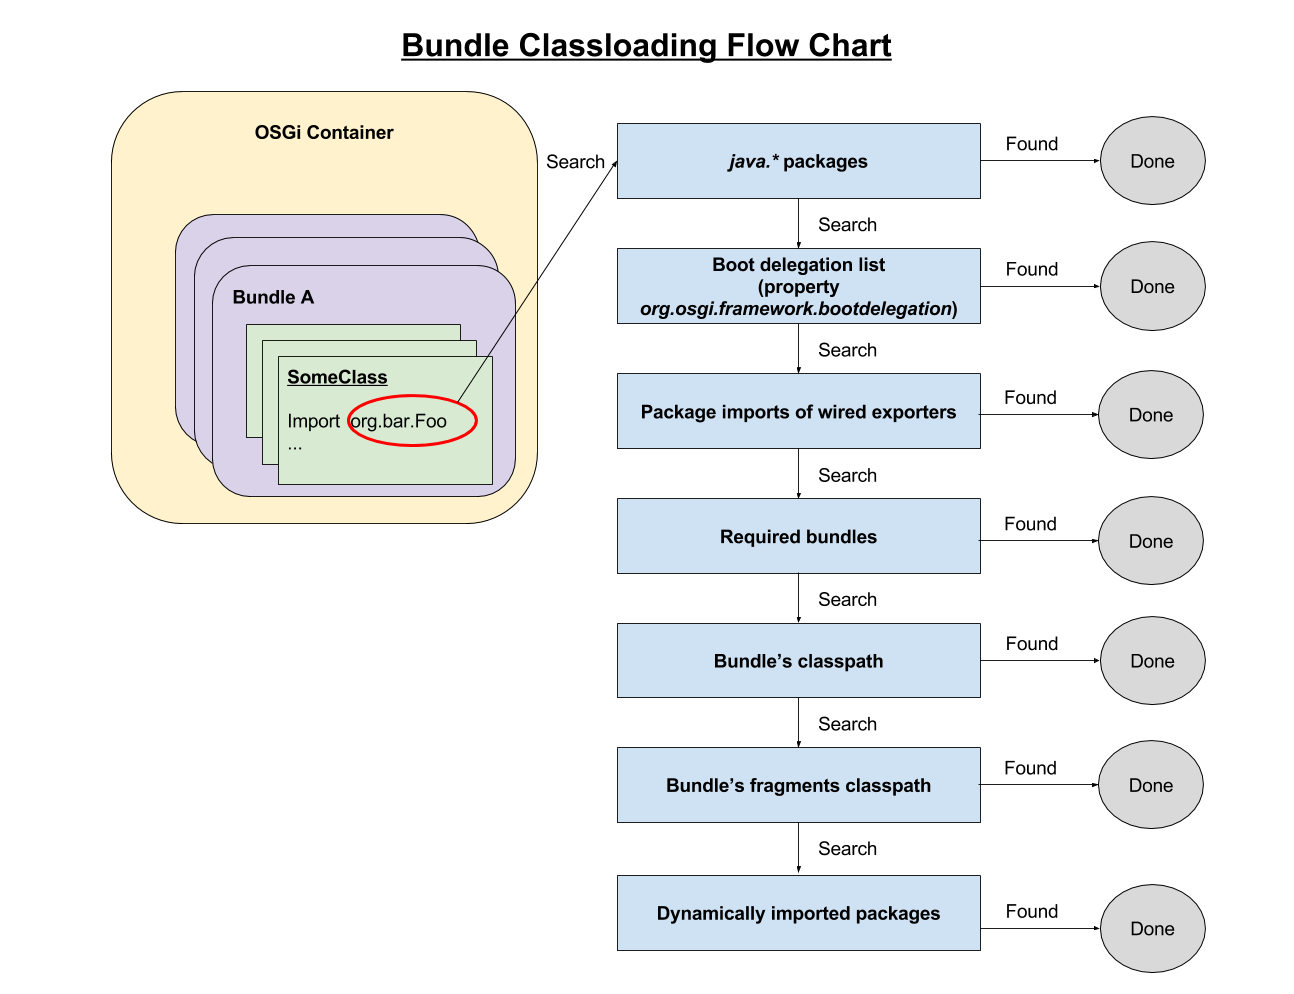 Bundle Classloading Flow Chart
OSGi Container
Bundle A
SomeClass
Import org.bar.Foo
...
Search
java.* packages
Found
Done
Search
Boot delegation list
(property
org.osgi.framework.bootdelegation)
Found
Done
Search
Package imports of wired exporters
Found
Done
Search
Required bundles
Found
Done
Search
Bundle's classpath
Found
Done
Search
Bundle's fragments classpath
Found
Done
Search
Dynamically imported packages
Found
Done